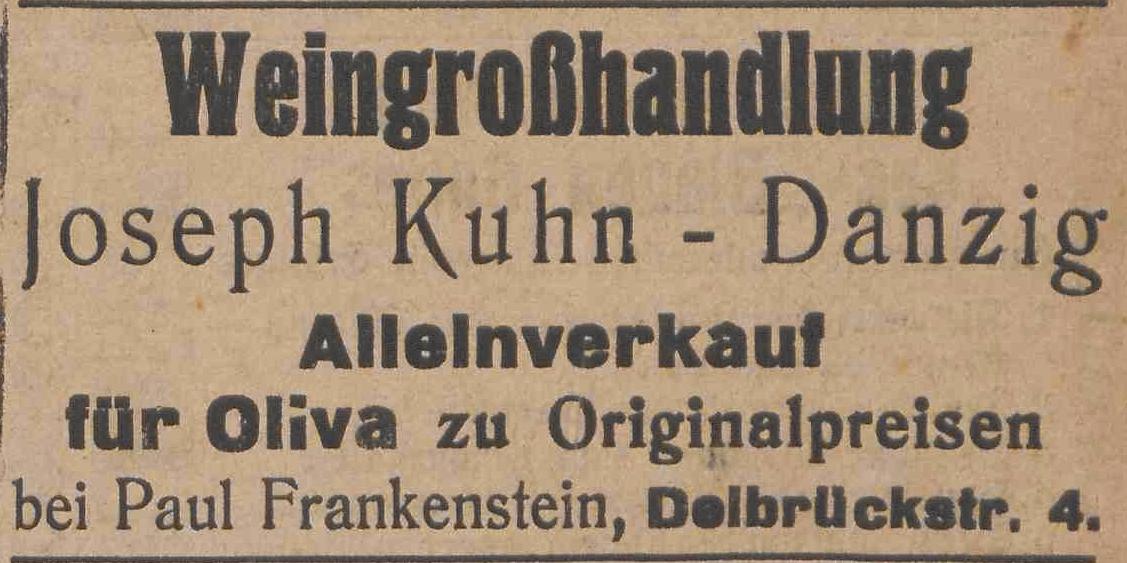 Weingroßhandlung
Joseph Kuhn - Danzig
Alleinverkauf
für Oliva zu Originalpreisen
bei Paul Frankenstein, Delbrückstr. 4.